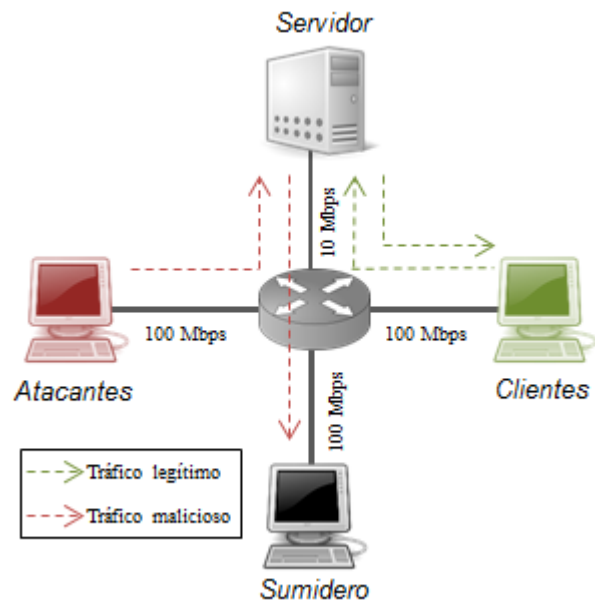 Servidor
10 Mbps
100 Mbps
100 Mbps
Atacantes
Clientes
100 Mbps
Tráfico legítimo
Tráfico malicioso
Sumidero